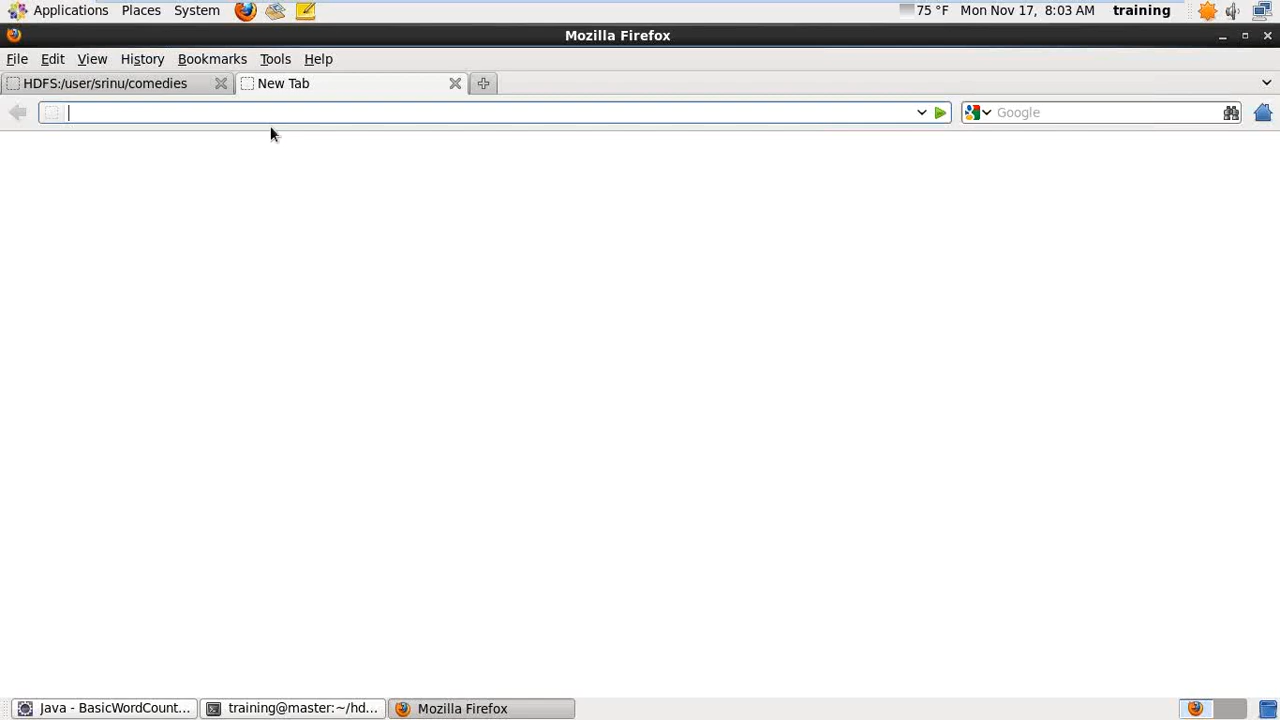 Applications Places System 75 °F Mon Nov 17, 8:03 AM training
Mozilla Firefox
File Edit View History Bookmarks Tools Help
HDFS:/user/srinu/comedies New Tab
Google
Java - BasicWordCount... training@master:~/hd... Mozilla Firefox